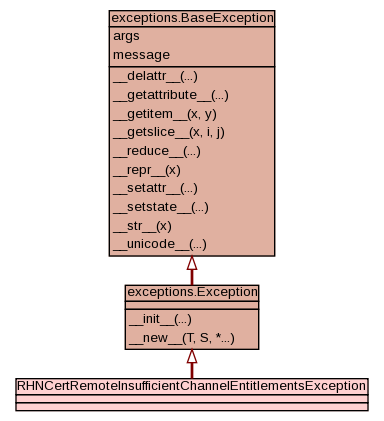 exceptions.BaseException
args
message
__delattr__(...)
__getattribute__(...)
__getitem__(x, y)
__getslice__(x, i, j)
__reduce__(...)
__repr__(x)
__setattr__(...)
__setstate__(...)
__str__(x)
__unicode__(...)
exceptions.Exception
__init__(...)
__new__(T, S, *...)
RHNCertRemoteInsufficientChannelEntitlementsException